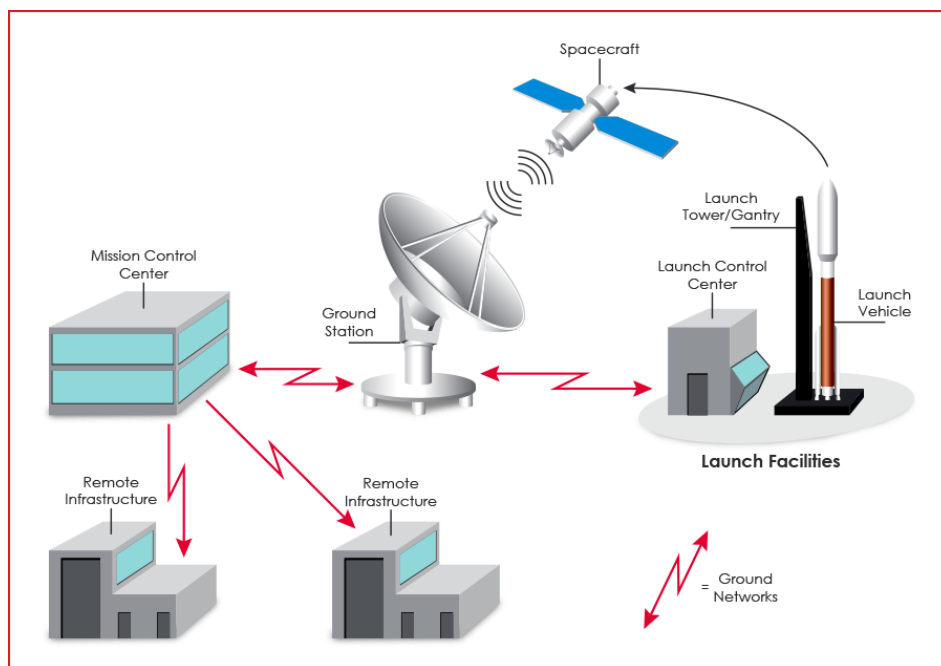 Spacecraft
Launch
Tower/Gantry
Mission Control
Center
Launch Control
Center
Launch
Vehicle
Ground
Station
Launch Facilities
Remote
Infrastructure
Remote
Infrastructure
= Ground
Networks